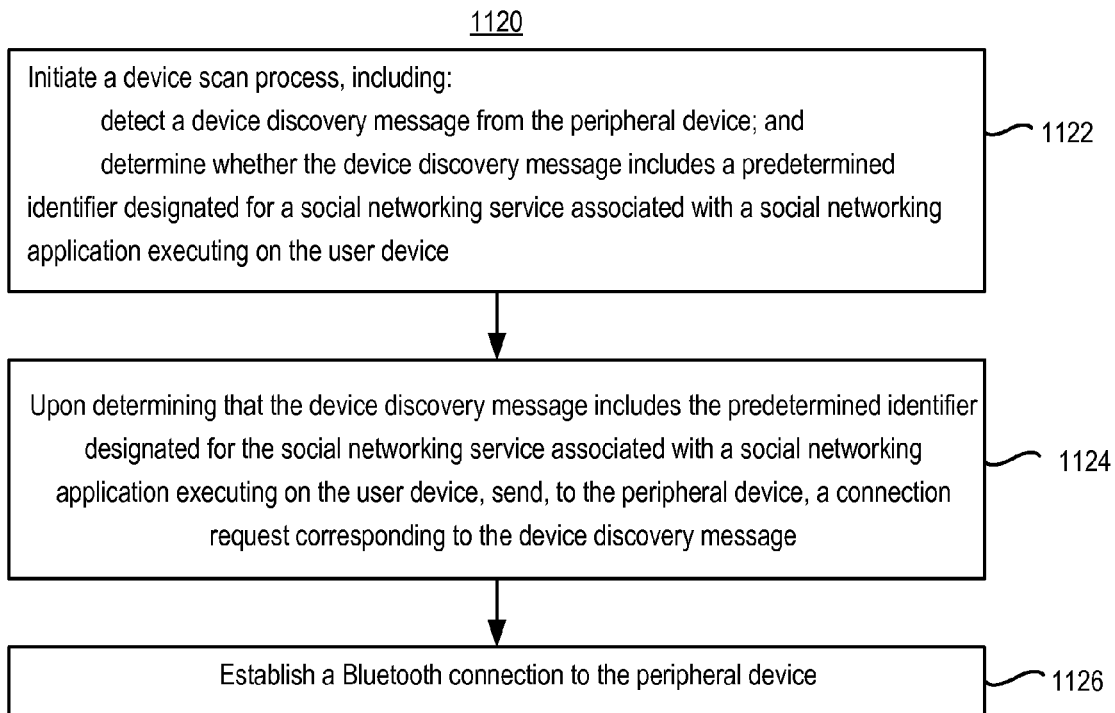 1120
Initiate a device scan process, including:
detect a device discovery message from the peripheral device; and
determine whether the device discovery message includes a predetermined
identifier designated for a social networking service associated with a social networking
application executing on the user device
1122
Upon determining that the device discovery message includes the predetermined identifier
designated for the social networking service associated with a social networking
application executing on the user device, send, to the peripheral device, a connection
request corresponding to the device discovery message
1124
Establish a Bluetooth connection to the peripheral device
1126